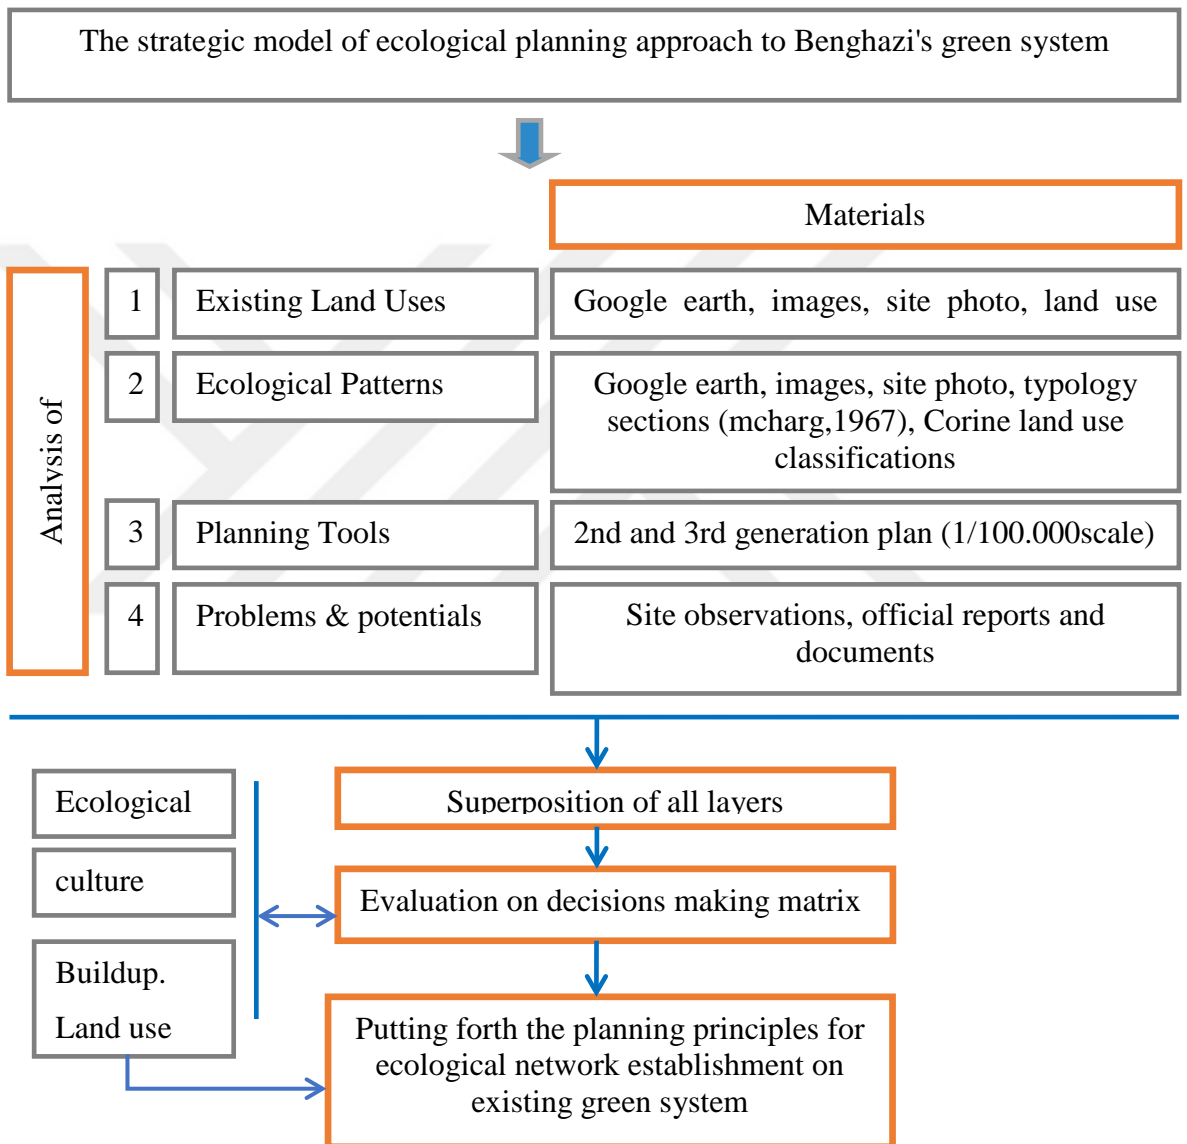 The strategic model of ecological planning approach to Benghazi's green system
Materials
Analysis of
1
Existing Land Uses
Google earth, images, site photo, land use
2
Ecological Patterns
Google earth, images, site photo, typology
sections (mcharg,1967), Corine land use
classifications
3
Planning Tools
2nd and 3rd generation plan (1/100.000scale)
4
Problems & potentials
Site observations, official reports and
documents
Superposition of all layers
Ecological
culture
Evaluation on decisions making matrix
Buildup.
Land use
Putting forth the planning principles for
ecological network establishment on
existing green system